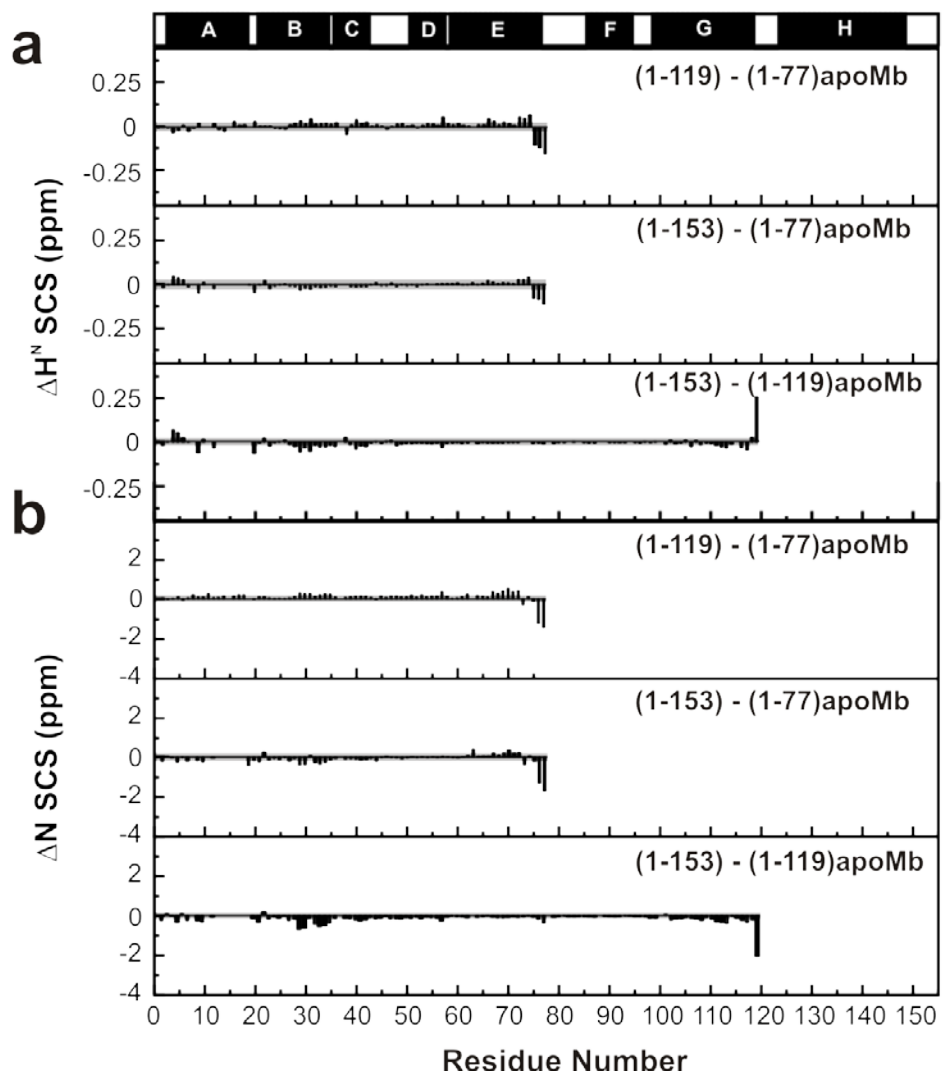 A B C D E F G H
a
(1-119) - (1-77)apoMb
0.25
0
-0.25
(1-153) - (1-77)apoMb
0.25
0
-0.25
(1-153) - (1-119)apoMb
0.25
0
-0.25
ΔHᴺ SCS (ppm)
b
(1-119) - (1-77)apoMb
2
0
-2
-4
(1-153) - (1-77)apoMb
2
0
-2
-4
(1-153) - (1-119)apoMb
2
0
-2
-4
ΔN SCS (ppm)
0 10 20 30 40 50 60 70 80 90 100 110 120 130 140 150
Residue Number